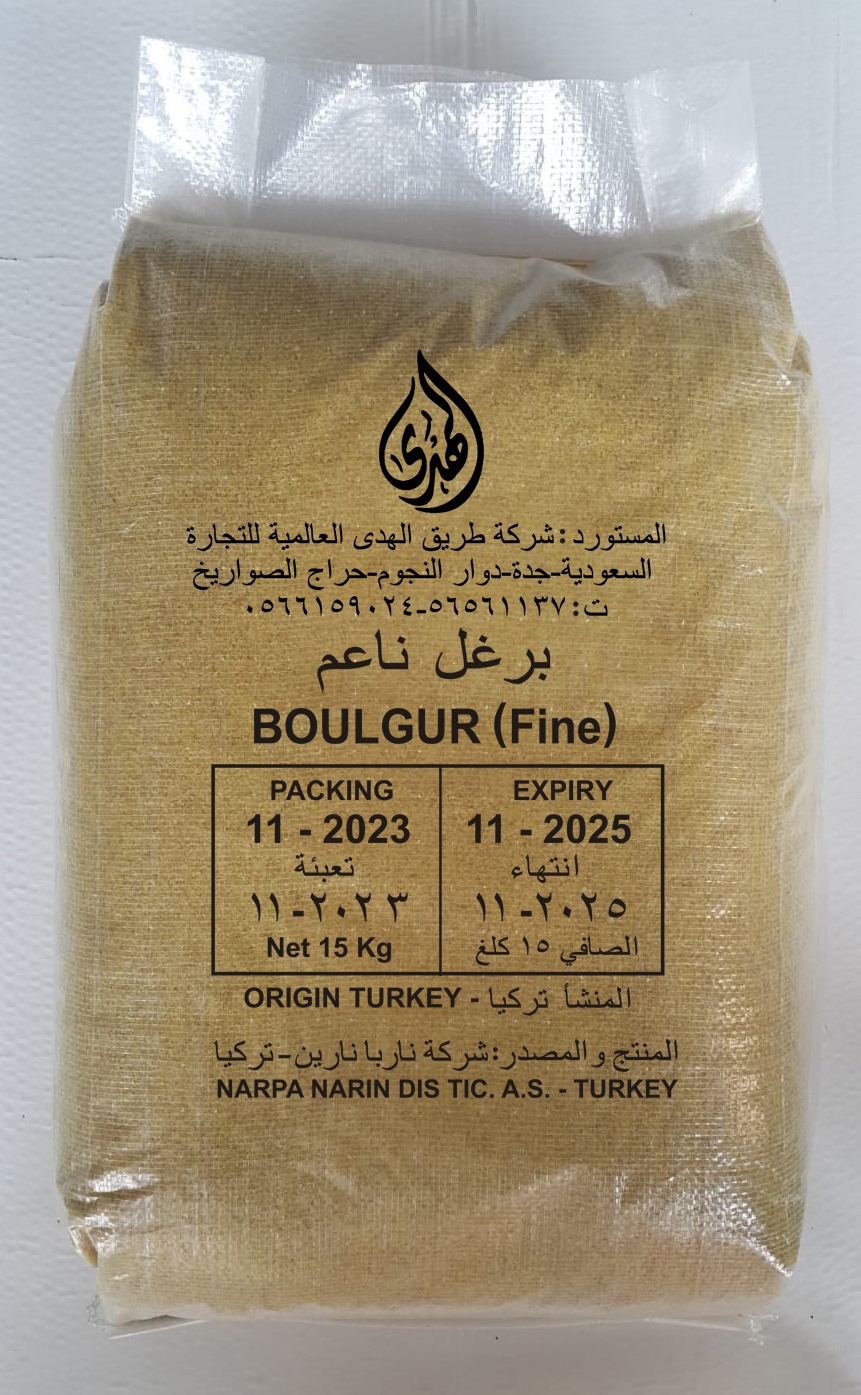 الهدى
المستورد:شركة طريق الهدى العالمية للتجارة
السعودية-جدة-دوار النجوم-حراج الصواريخ
ت:٥٦٥٦١١٣٧-٠٥٦٦١٥٩٠٢٤
برغل ناعم
BOULGUR (Fine)
PACKING
11 - 2023
تعبئة
١١-٢٠٢٣
Net 15 Kg
EXPIRY
11 - 2025
انتهاء
١١-٢٠٢٥
الصافي ١٥ كلغ
ORIGIN TURKEY - المنشأ تركيا
المنتج والمصدر:شركة ناربا نارين-تركيا
NARPA NARIN DIS TIC. A.S. - TURKEY